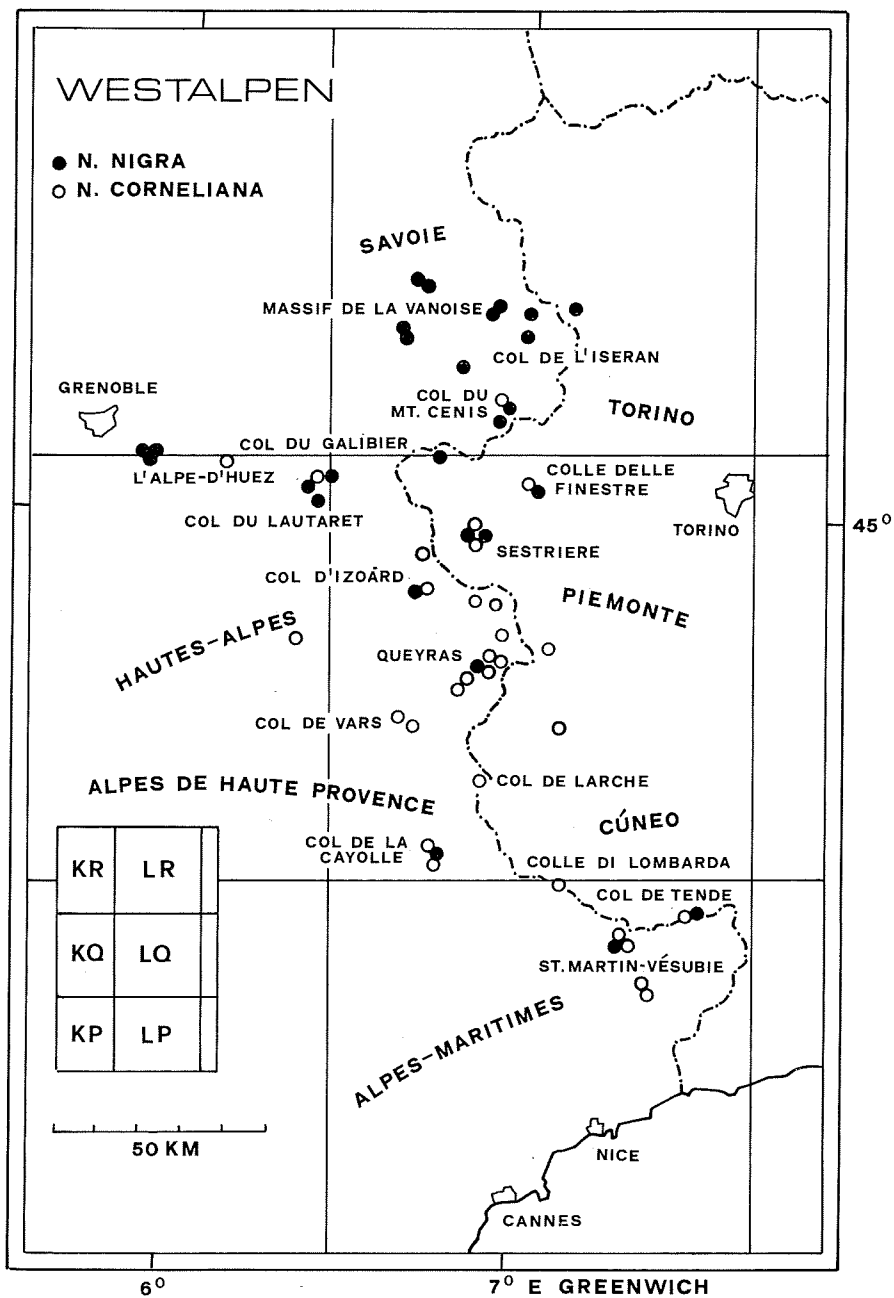 WESTALPEN
● N. NIGRA
○ N. CORNELIANA
SAVOIE
MASSIF DE LA VANOISE
COL DE L'ISERAN
GRENOBLE
COL DU
MT. CENIS
TORINO
COL DU GALIBIER
L'ALPE-D'HUEZ
COLLE DELLE
FINESTRE
COL DU LAUTARET
TORINO
45°
SESTRIERE
COL D'IZOARD
PIEMONTE
HAUTES-ALPES
QUEYRAS
COL DE VARS
COL DE LARCHE
ALPES DE HAUTE PROVENCE
CÚNEO
COL DE LA
CAYOLLE
COLLE DI LOMBARDA
COL DE TENDE
KR LR
KQ LQ
KP LP
ST. MARTIN-VÉSUBIE
ALPES-MARITIMES
50 KM
NICE
CANNES
6° 7° E GREENWICH